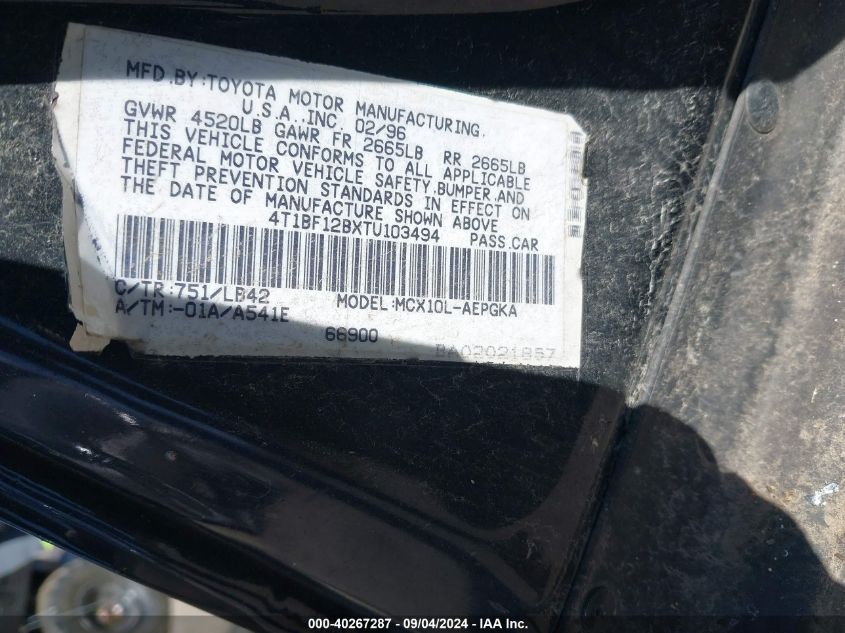 MFD.BY:TOYOTA MOTOR MANUFACTURING.
U.S.A.,INC. 02/96
GVWR 4520LB GAWR FR 2665LB RR 2665LB
THIS VEHICLE CONFORMS TO ALL APPLICABLE
FEDERAL MOTOR VEHICLE SAFETY,BUMPER,AND
THEFT PREVENTION STANDARDS IN EFFECT ON
THE DATE OF MANUFACTURE SHOWN ABOVE
4T1BF12BXTU103494 PASS.CAR
C/TR:751/LB42 MODEL:MCX10L-AEPGKA
A/TM:-01A/A541E
66900
BA02021857
000-40267287 - 09/04/2024 - IAA Inc.